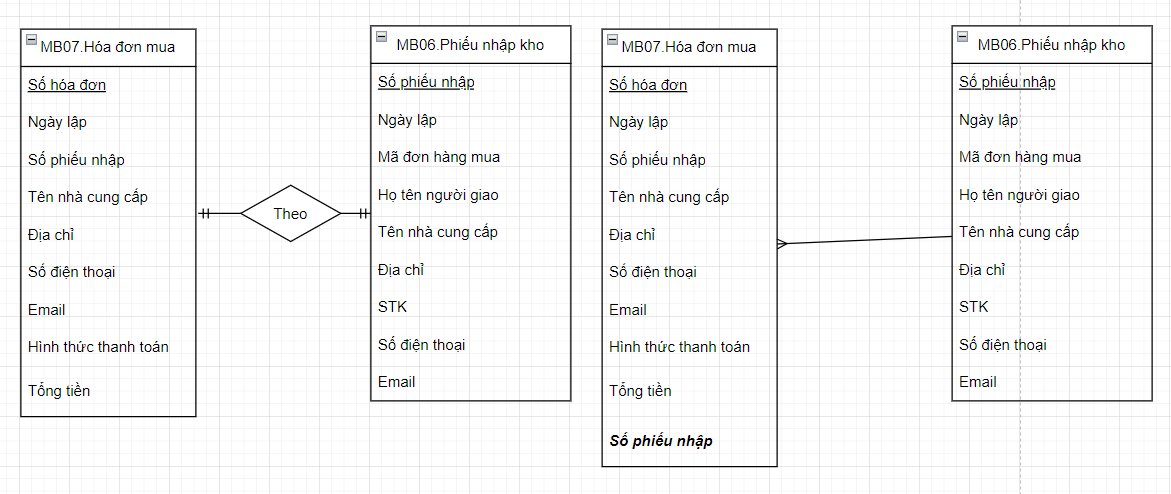 MB07.Hóa đơn mua
Số hóa đơn
Ngày lập
Số phiếu nhập
Tên nhà cung cấp
Địa chỉ
Số điện thoại
Email
Hình thức thanh toán
Tổng tiền
Theo
MB06.Phiếu nhập kho
Số phiếu nhập
Ngày lập
Mã đơn hàng mua
Họ tên người giao
Tên nhà cung cấp
Địa chỉ
STK
Số điện thoại
Email
MB07.Hóa đơn mua
Số hóa đơn
Ngày lập
Số phiếu nhập
Tên nhà cung cấp
Địa chỉ
Số điện thoại
Email
Hình thức thanh toán
Tổng tiền
Số phiếu nhập
MB06.Phiếu nhập kho
Số phiếu nhập
Ngày lập
Mã đơn hàng mua
Họ tên người giao
Tên nhà cung cấp
Địa chỉ
STK
Số điện thoại
Email